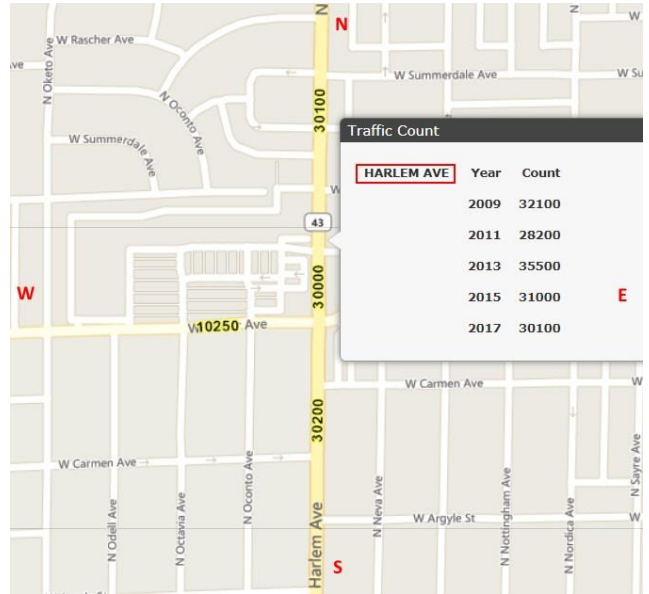 N
N
N
W
W Rascher Ave
ve
N Oketo Ave
N Oconto Ave
W Summerdale Ave
W Su
30100
W Summerdale Ave
Traffic Count
HARLEM AVE Year Count
2009 32100
2011 28200
2013 35500
2015 31000
2017 30100
W
43
W
E
30000
W 10250 Ave
W Carmen Ave
W
30200
W Carmen Ave
N Odell Ave
N Octavia Ave
N Oconto Ave
Harlem Ave
N Neva Ave
W Argyle St
N Nottingham Ave
N Nordica Ave
N Sayre Ave
W
S